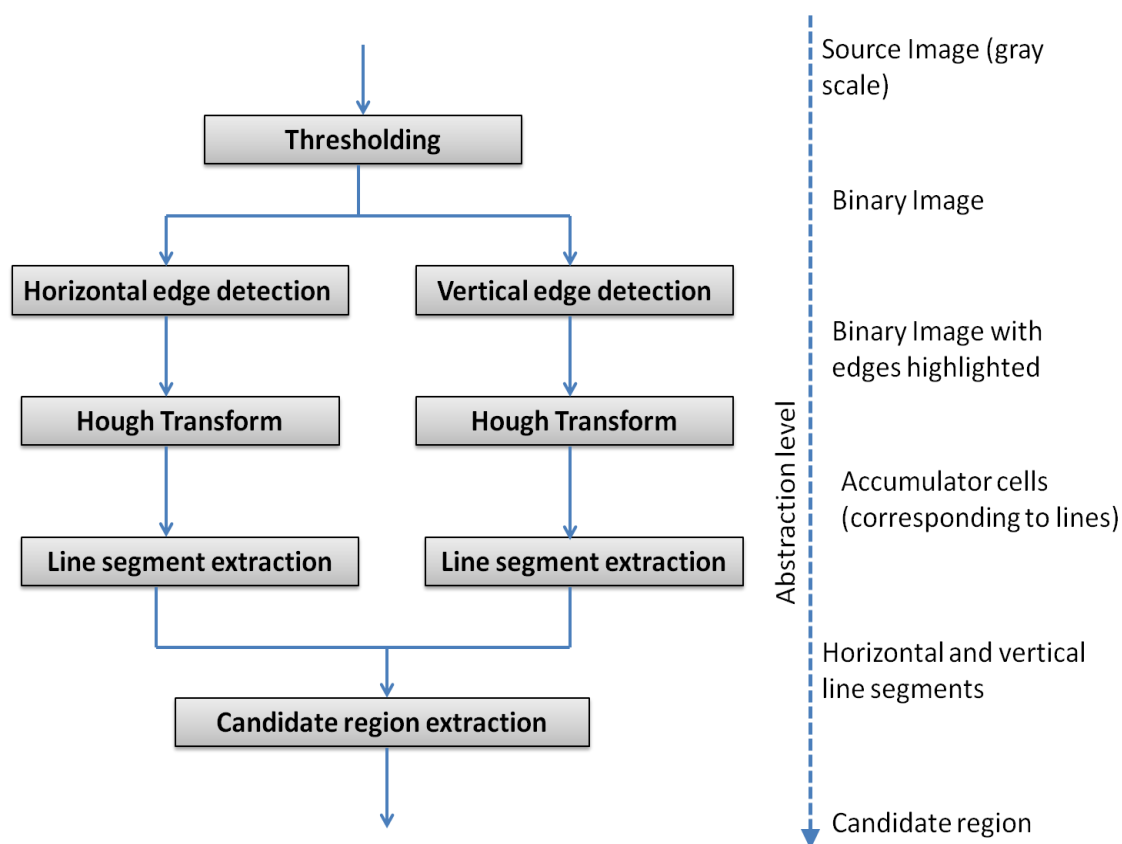 Source Image (gray
scale)
Thresholding
Binary Image
Horizontal edge detection
Vertical edge detection
Binary Image with
edges highlighted
Hough Transform
Hough Transform
Abstraction level
Accumulator cells
(corresponding to lines)
Line segment extraction
Line segment extraction
Horizontal and vertical
line segments
Candidate region extraction
Candidate region